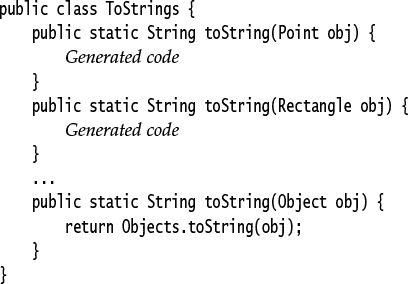 public class ToStrings {
    public static String toString(Point obj) {
        Generated code
    }
    public static String toString(Rectangle obj) {
        Generated code
    }
    ...
    public static String toString(Object obj) {
        return Objects.toString(obj);
    }
}